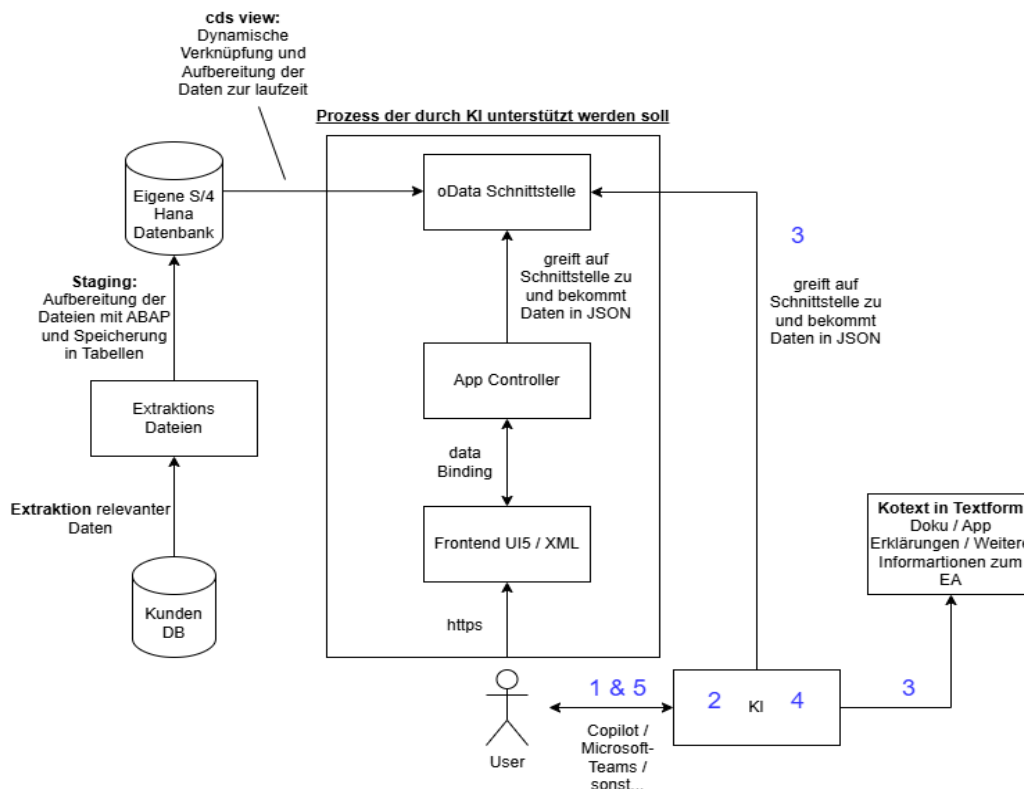 cds view:
Dynamische
Verknüpfung und
Aufbereitung der
Daten zur laufzeit
Prozess der durch KI unterstützt werden soll
Eigene S/4
Hana
Datenbank
oData Schnittstelle
3
greift auf
Schnittstelle zu
und bekommt
Daten in JSON
greift auf
Schnittstelle zu
und bekommt
Daten in JSON
Staging:
Aufbereitung der
Dateien mit ABAP
und Speicherung
in Tabellen
App Controller
Extraktions
Dateien
data
Binding
Extraktion relevanter
Daten
Frontend UI5 / XML
Kotext in Textform
Doku / App
Erklärungen / Weitere
Informartionen zum
EA
Kunden
DB
https
1 & 5
2 KI 4
3
Copilot /
Microsoft-
Teams /
sonst...
User